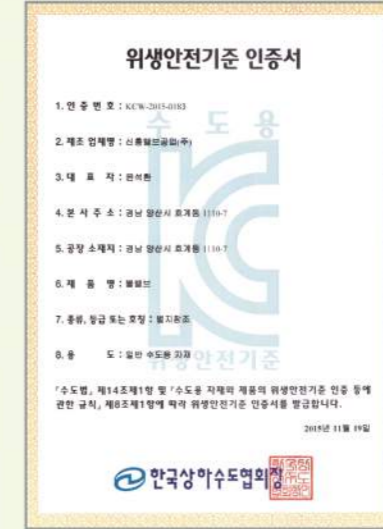 위생안전기준 인증서
수 도 용
1. 인 증 번 호 : KCW-2015-0183
2. 제조 업체명 : 신흥밸브공업(주)
3. 대 표 자 : 윤석환
4. 본 사 주 소 : 경남 양산시 호계동 1110-7
5. 공장 소재지 : 경남 양산시 호계동 1110-7
6. 제 품 명 : 볼밸브
7. 종류, 등급 또는 호칭 : 별지참조
8. 용 도 : 일반 수도용 자재
위생안전기준
「수도법」 제14조제1항 및 「수도용 자재와 제품의 위생안전기준 인증 등에
관한 규칙」 제8조제1항에 따라 위생안전기준 인증서를 발급합니다.
2015년 11월 19일
한국상하수도협회장